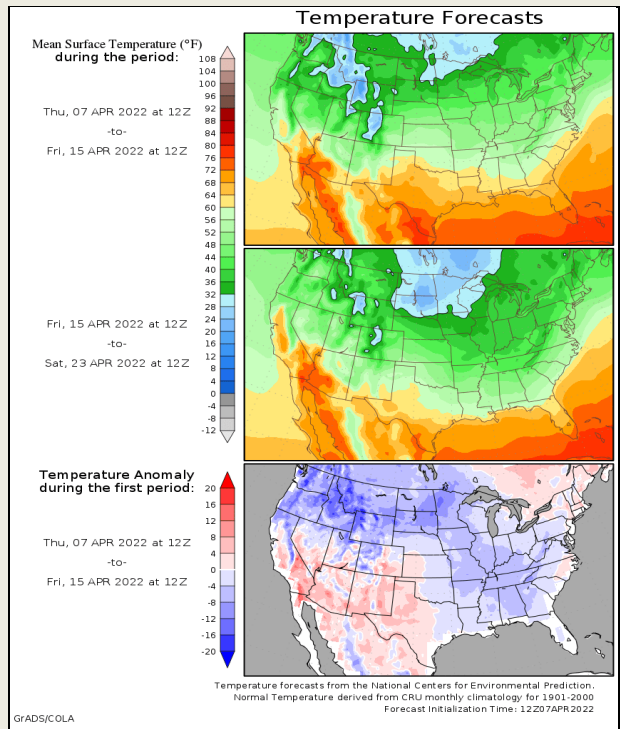 Temperature Forecasts
Mean Surface Temperature (°F)
during the period:
Thu, 07 APR 2022 at 12Z
-to-
Fri, 15 APR 2022 at 12Z
108
104
100
96
92
88
84
80
76
72
68
64
60
56
52
48
44
40
36
32
28
24
20
16
12
8
4
0
-4
-8
-12
Fri, 15 APR 2022 at 12Z
-to-
Sat, 23 APR 2022 at 12Z
Temperature Anomaly
during the first period:
Thu, 07 APR 2022 at 12Z
-to-
Fri, 15 APR 2022 at 12Z
20
16
12
8
4
0
-4
-8
-12
-16
-20
Temperature forecasts from the National Centers for Environmental Prediction.
Normal Temperature derived from CRU monthly climatology for 1901-2000
Forecast Initialization Time: 12Z07APR2022
GrADS/COLA